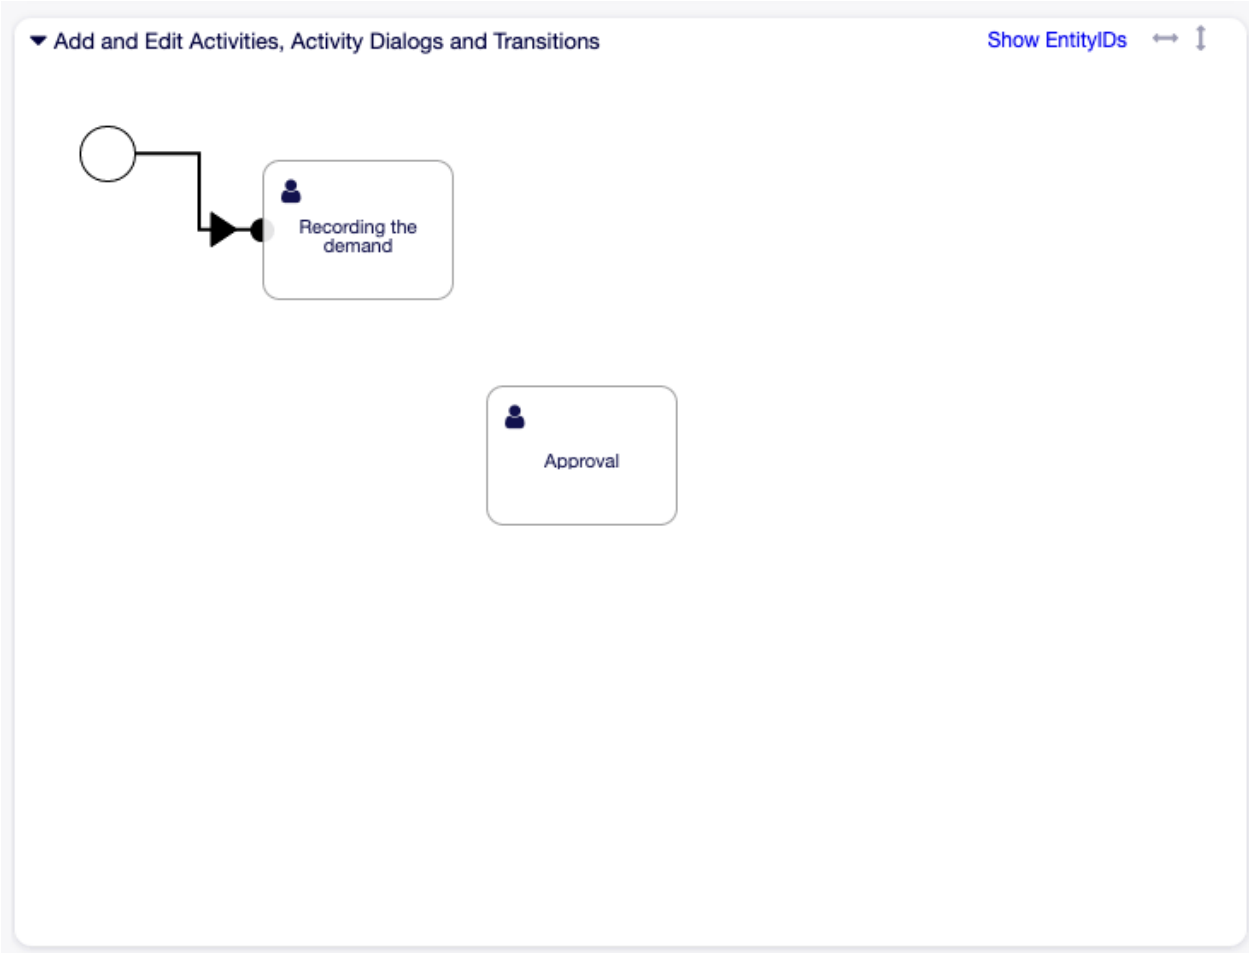 Add and Edit Activities, Activity Dialogs and Transitions
Show EntityIDs
Recording the
demand
Approval